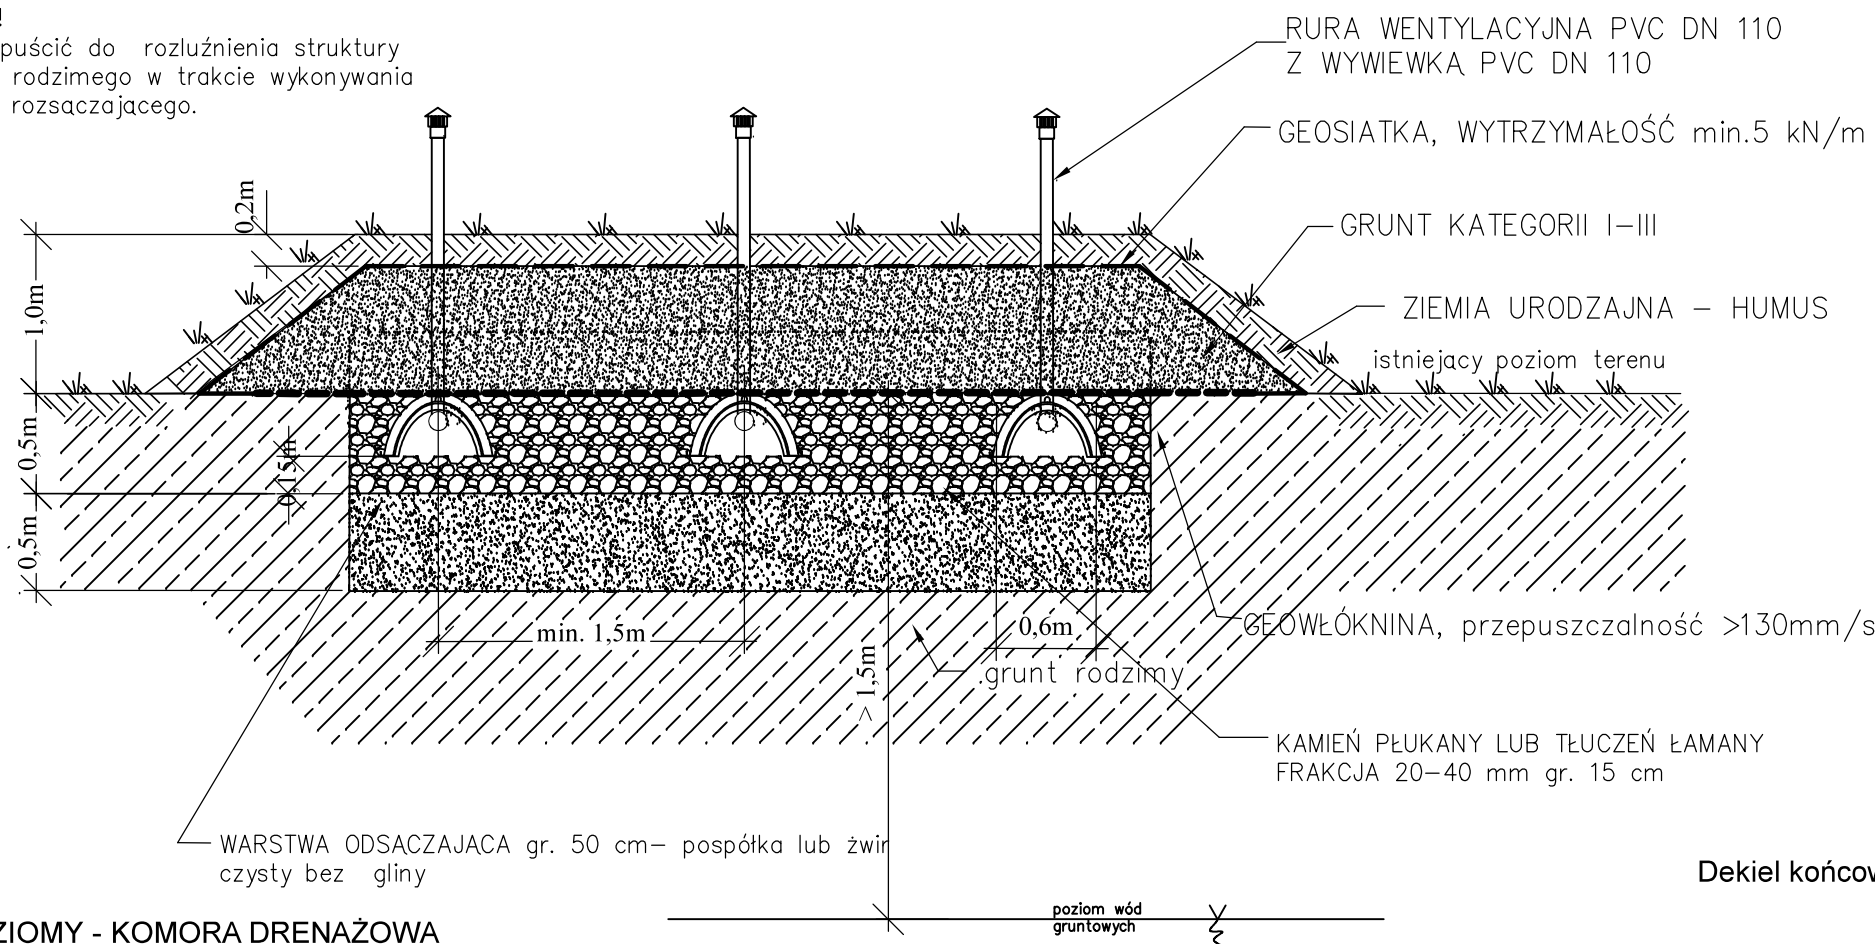 puścić do rozluźnienia struktury
rodzimego w trakcie wykonywania
rozsączającego.
RURA WENTYLACYJNA PVC DN 110
Z WYWIEWKĄ PVC DN 110
GEOSIATKA, WYTRZYMAŁOŚĆ min.5 kN/m
0,2m
GRUNT KATEGORII I-III
1,0m
ZIEMIA URODZAJNA - HUMUS
istniejący poziom terenu
0,5m
0,15m
0,5m
min. 1,5m
0,6m
GEOWŁÓKNINA, przepuszczalność >130mm/s
> 1,5m
grunt rodzimy
KAMIEŃ PŁUKANY LUB TŁUCZEŃ ŁAMANY
FRAKCJA 20-40 mm gr. 15 cm
WARSTWA ODSĄCZAJĄCA gr. 50 cm- pospółka lub żwir
czysty bez gliny
Dekiel końcow
poziom wód
gruntowych
ZIOMY - KOMORA DRENAŻOWA